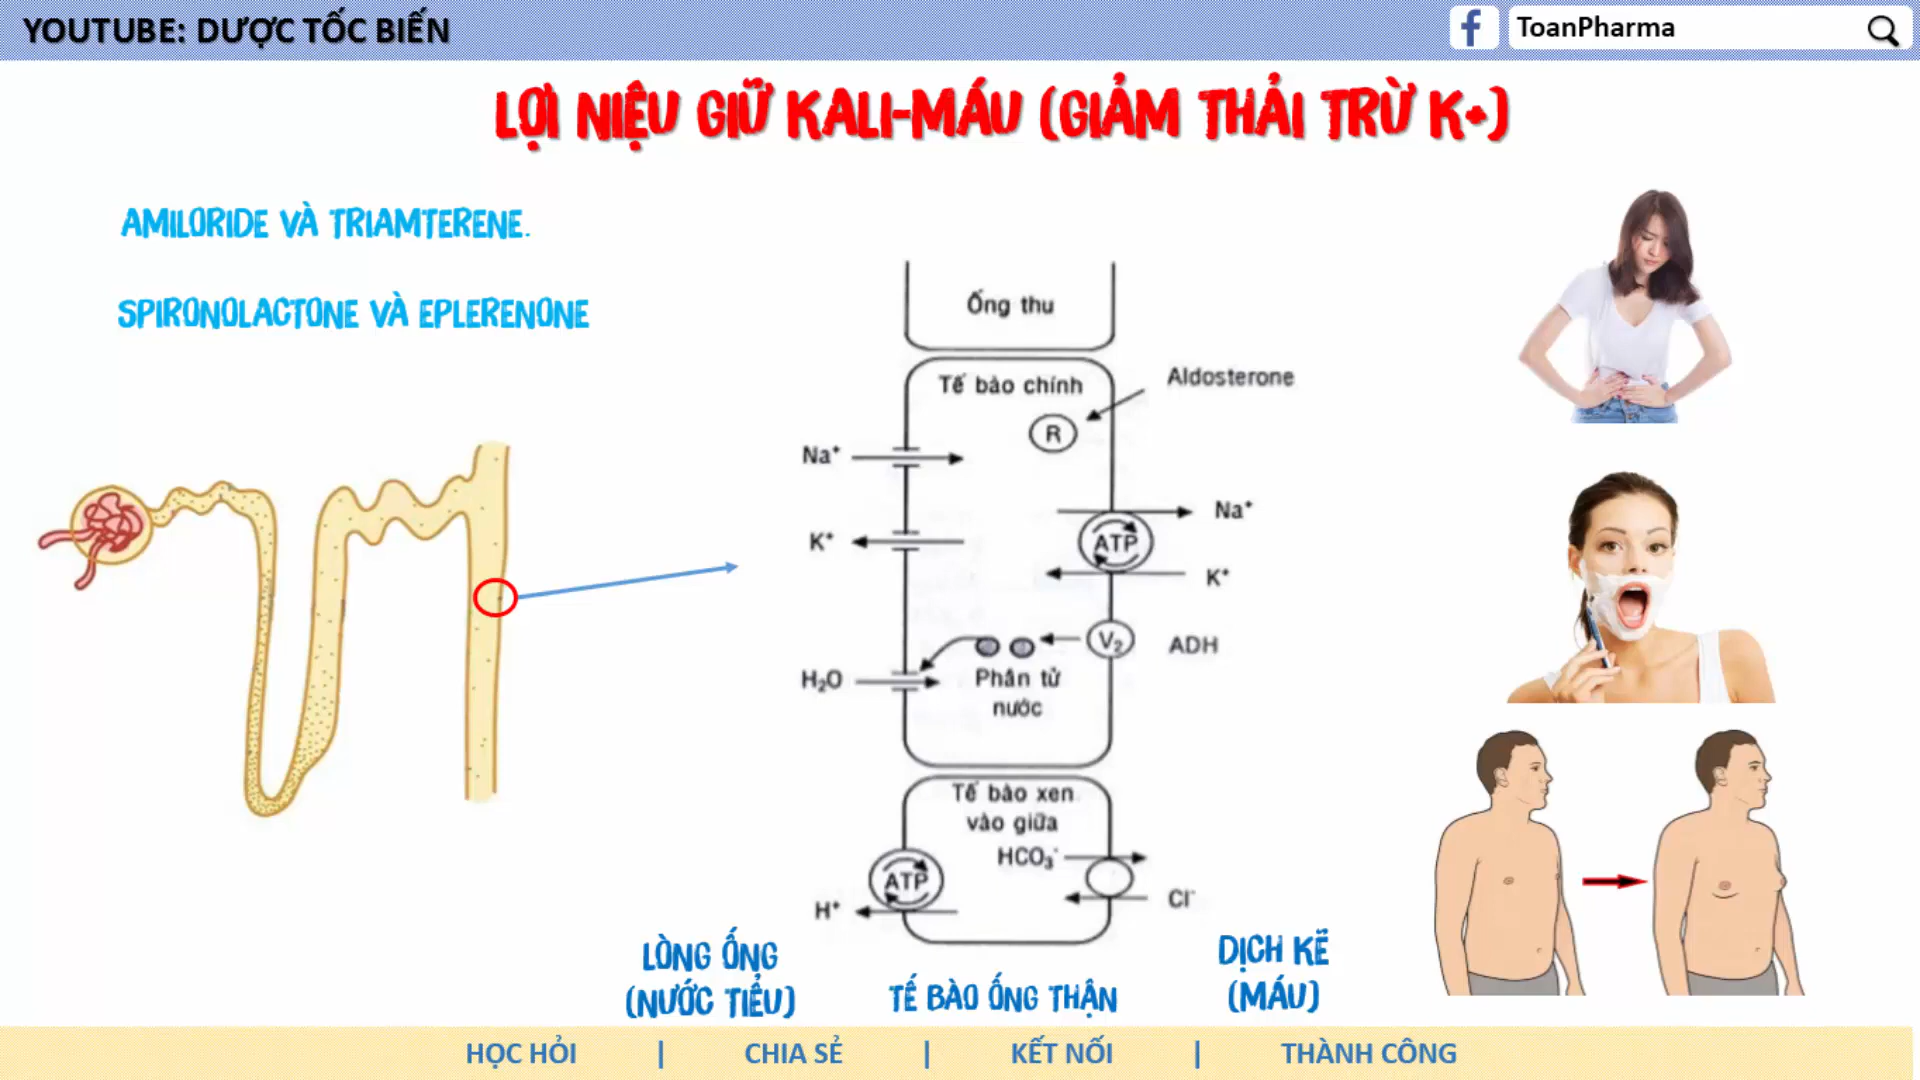 YOUTUBE: DƯỢC TỐC BIẾN
ToanPharma
LỢI NIỆU GIỮ KALI-MÁU (GIẢM THẢI TRỪ K+)
AMILORIDE VÀ TRIAMTERENE.
SPIRONOLACTONE VÀ EPLERENONE
Ống thu
Tế bào chính
Aldosterone
R
Na⁺
Na⁺
K⁺
ATP
K⁺
V₂
ADH
H₂O
Phân tử
nước
Tế bào xen
vào giữa
HCO₃⁻
ATP
Cl⁻
H⁺
LÒNG ỐNG
(NƯỚC TIỂU)
TẾ BÀO ỐNG THẬN
DỊCH KẼ
(MÁU)
HỌC HỎI | CHIA SẺ | KẾT NỐI | THÀNH CÔNG